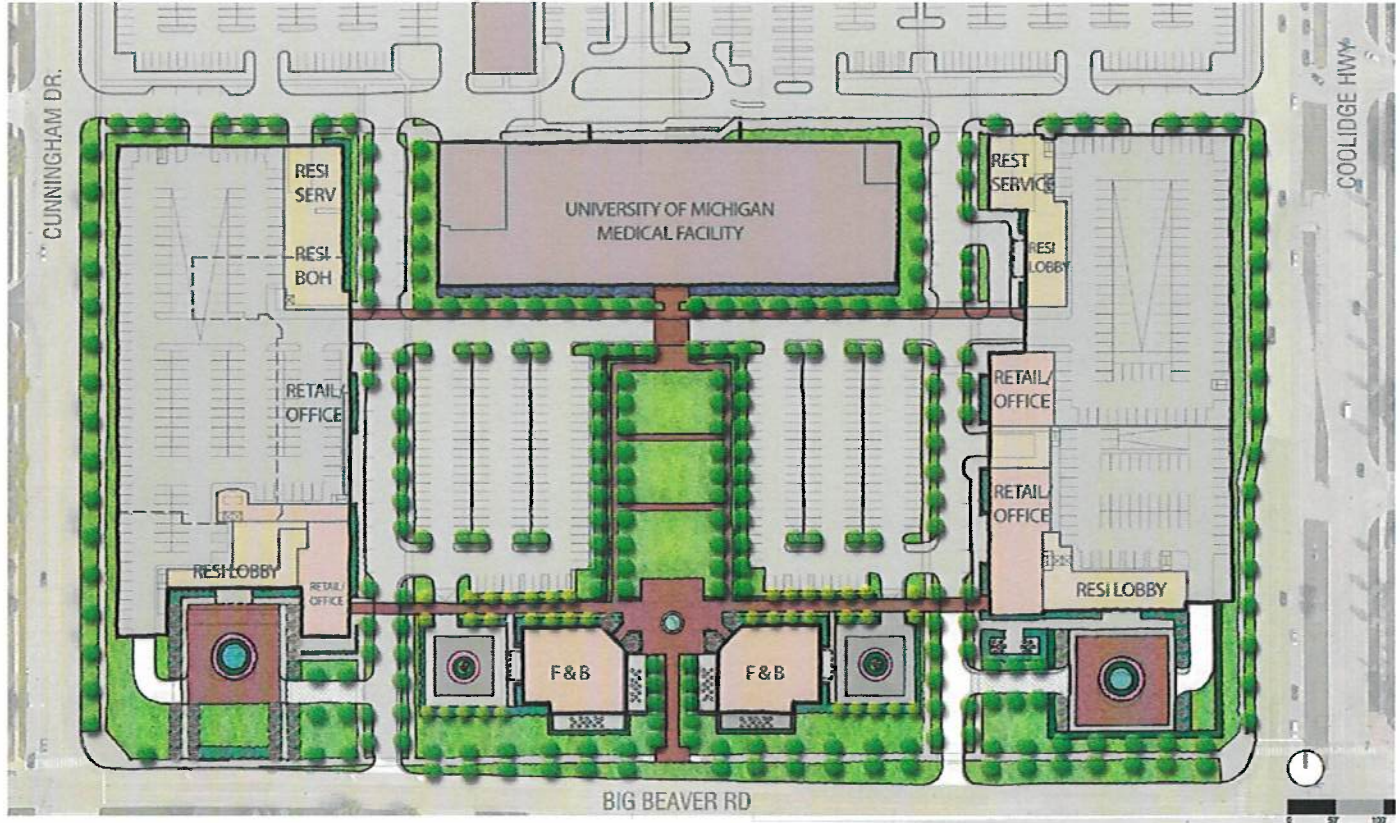 CUNNINGHAM DR.
COOLIDGE HWY
RESI
SERV
RESI
BOH
UNIVERSITY OF MICHIGAN
MEDICAL FACILITY
REST
SERVICE
RESI
LOBBY
RETAIL/
OFFICE
RETAIL/
OFFICE
RETAIL/
OFFICE
RESI LOBBY
RETAIL/
OFFICE
RESI LOBBY
F&B
F&B
BIG BEAVER RD
0